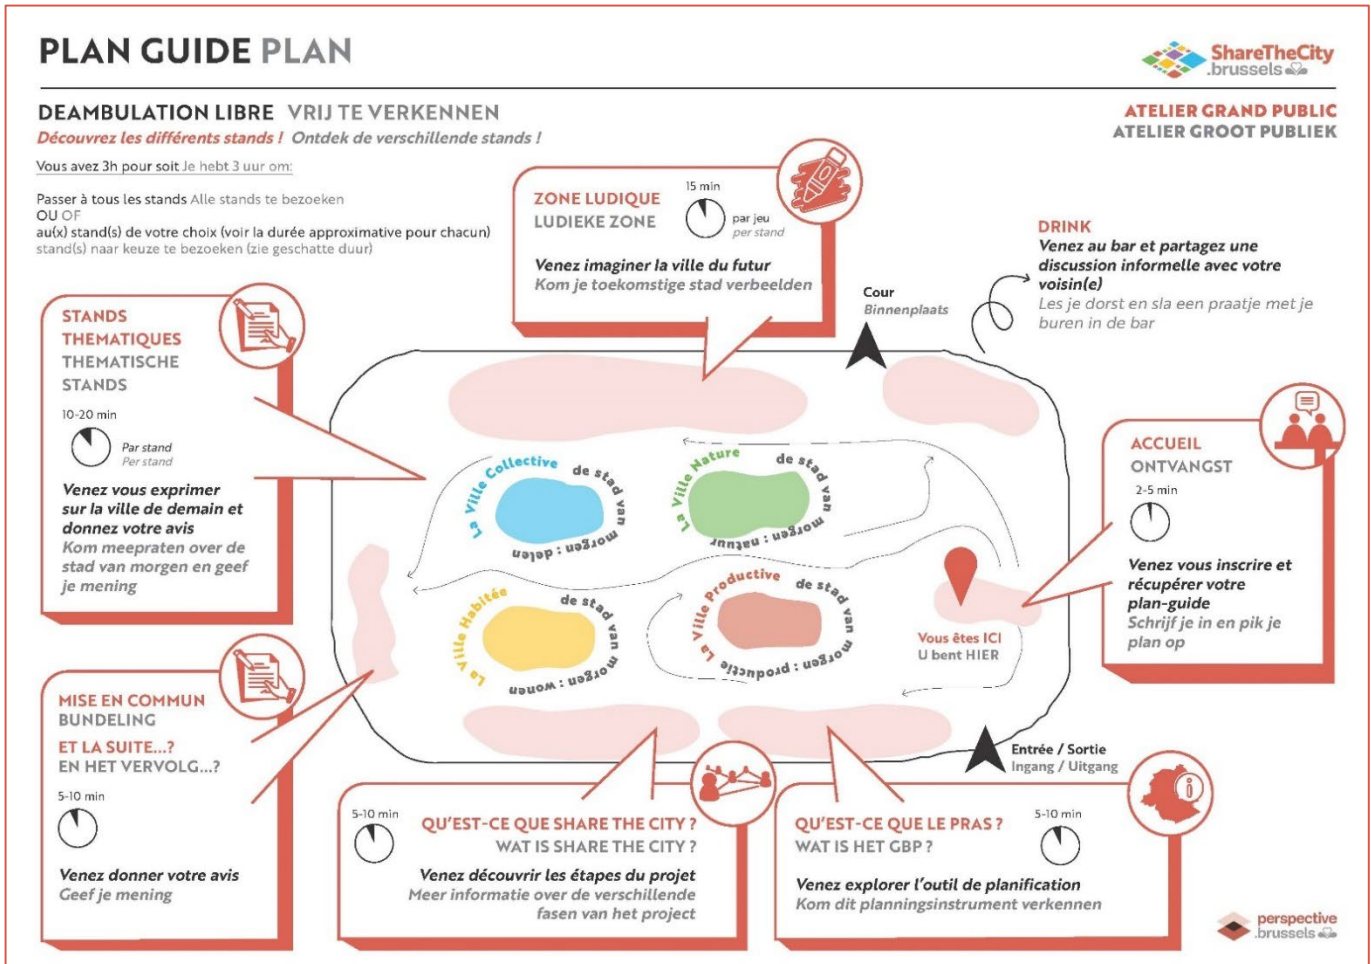 PLAN GUIDE PLAN
ShareTheCity
.brussels
DEAMBULATION LIBRE VRIJ TE VERKENNEN
Découvrez les différents stands ! Ontdek de verschillende stands !
ATELIER GRAND PUBLIC
ATELIER GROOT PUBLIEK
Vous avez 3h pour soit Je hebt 3 uur om:
Passer à tous les stands Alle stands te bezoeken
OU OF
au(x) stand(s) de votre choix (voir la durée approximative pour chacun)
stand(s) naar keuze te bezoeken (zie geschatte duur)
ZONE LUDIQUE
LUDIEKE ZONE
15 min
par jeu
per stand
Venez imaginer la ville du futur
Kom je toekomstige stad verbeelden
DRINK
Venez au bar et partagez une
discussion informelle avec votre
voisin(e)
Les je dorst en sla een praatje met je
buren in de bar
Cour
Binnenplaats
STANDS
THEMATIQUES
THEMATISCHE
STANDS
10-20 min
Par stand
Per stand
Venez vous exprimer
sur la ville de demain et
donnez votre avis
Kom meepraten over de
stad van morgen en geef
je mening
La Ville Collective
de stad van morgen : delen
La Ville Nature
de stad van morgen : natuur
La Ville Habitée
de stad van morgen : wonen
La Ville Productive
de stad van morgen : productie
Vous êtes ICI
U bent HIER
ACCUEIL
ONTVANGST
2-5 min
Venez vous inscrire et
récupérer votre
plan-guide
Schrijf je in en pik je
plan op
MISE EN COMMUN
BUNDELING
ET LA SUITE...?
EN HET VERVOLG...?
5-10 min
Venez donner votre avis
Geef je mening
Entrée / Sortie
Ingang / Uitgang
5-10 min
QU'EST-CE QUE SHARE THE CITY ?
WAT IS SHARE THE CITY ?
Venez découvrir les étapes du projet
Meer informatie over de verschillende
fasen van het project
QU'EST-CE QUE LE PRAS ?
WAT IS HET GBP ?
5-10 min
Venez explorer l'outil de planification
Kom dit planningsinstrument verkennen
perspective
.brussels